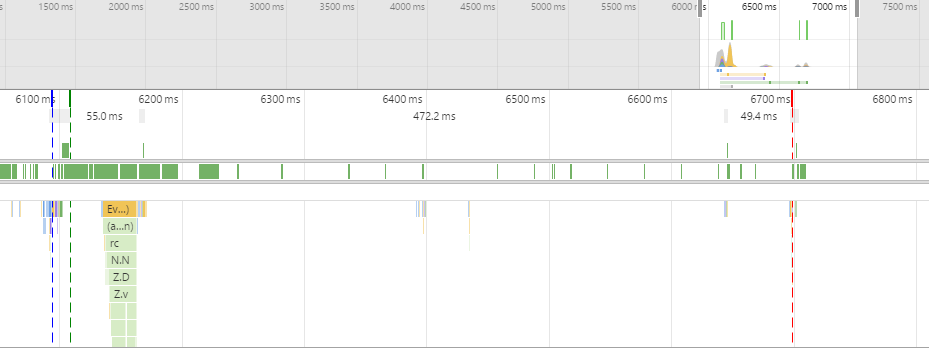 1500 ms 2000 ms 2500 ms 3000 ms 3500 ms 4000 ms 4500 ms 5000 ms 5500 ms 6500 ms 7000 ms 7500 ms
6100 ms 6200 ms 6300 ms 6400 ms 6500 ms 6600 ms 6700 ms 6800 ms
55.0 ms 472.2 ms 49.4 ms
Ev...)
(a...n)
rc
N.N
Z.D
Z.v